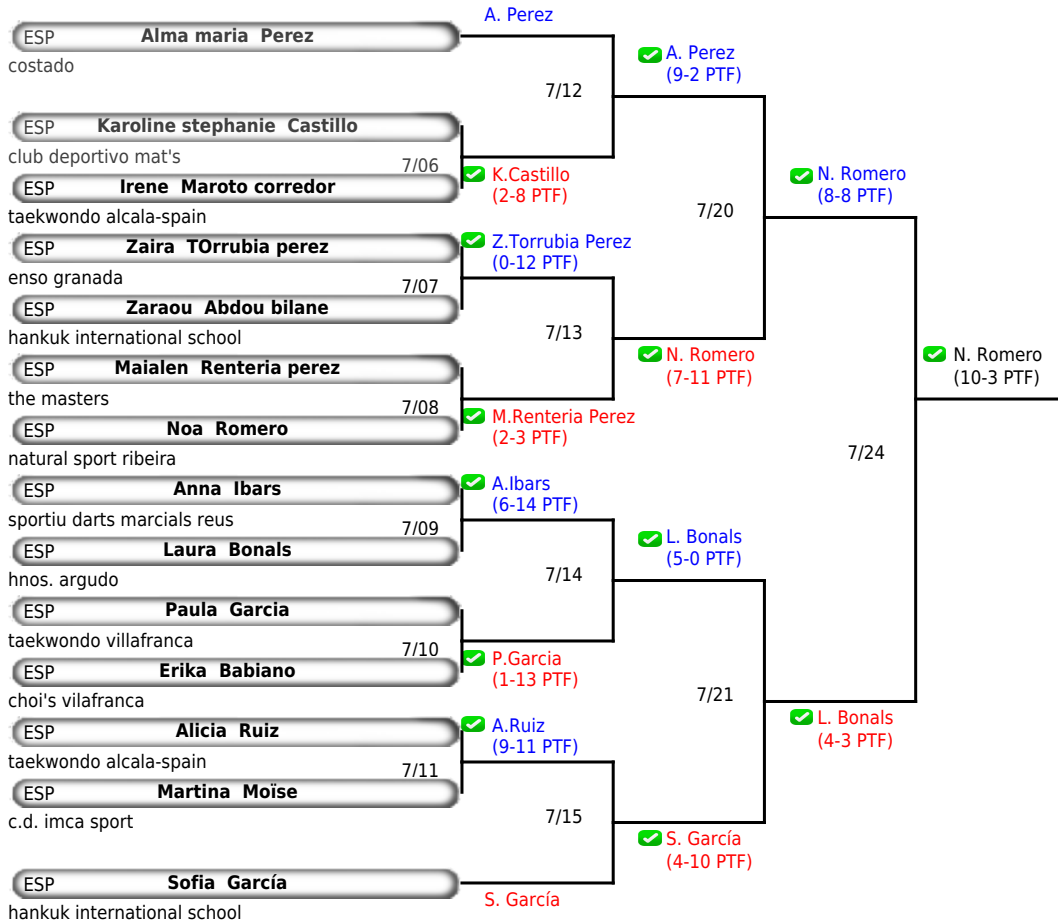 A. Perez
ESP Alma maria Perez
costado
A. Perez
(9-2 PTF)
7/12
ESP Karoline stephanie Castillo
club deportivo mat's
7/06
K.Castillo
(2-8 PTF)
ESP Irene Maroto corredor
taekwondo alcala-spain
N. Romero
(8-8 PTF)
7/20
ESP Zaira TOrrubia perez
enso granada
Z.Torrubia Perez
(0-12 PTF)
7/07
ESP Zaraou Abdou bilane
hankuk international school
7/13
N. Romero
(7-11 PTF)
N. Romero
(10-3 PTF)
ESP Maialen Renteria perez
the masters
7/08
M.Renteria Perez
(2-3 PTF)
ESP Noa Romero
natural sport ribeira
7/24
ESP Anna Ibars
sportiu darts marcials reus
A.Ibars
(6-14 PTF)
7/09
ESP Laura Bonals
hnos. argudo
L. Bonals
(5-0 PTF)
7/14
ESP Paula Garcia
taekwondo villafranca
7/10
P.Garcia
(1-13 PTF)
ESP Erika Babiano
choi's vilafranca
7/21
L. Bonals
(4-3 PTF)
ESP Alicia Ruiz
taekwondo alcala-spain
A.Ruiz
(9-11 PTF)
7/11
ESP Martina Moïse
c.d. imca sport
7/15
S. García
(4-10 PTF)
ESP Sofia García
hankuk international school
S. García